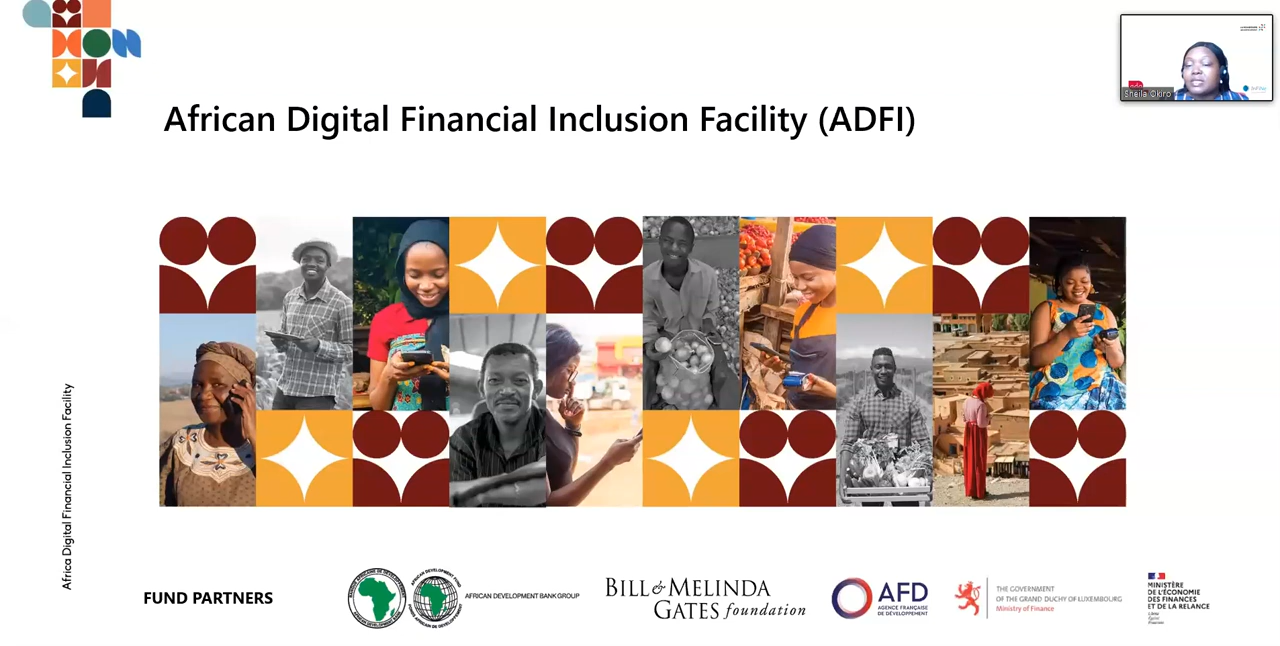 African Digital Financial Inclusion Facility (ADFI)
Sheila Okiro
Africa Digital Financial Inclusion Facility
FUND PARTNERS
AFRICAN DEVELOPMENT BANK GROUP
BILL & MELINDA
GATES foundation
AFD
AGENCE FRANÇAISE
DE DÉVELOPPEMENT
THE GOVERNMENT
OF THE GRAND DUCHY OF LUXEMBOURG
Ministry of Finance
MINISTÈRE
DE L'ÉCONOMIE
DES FINANCES
ET DE LA RELANCE